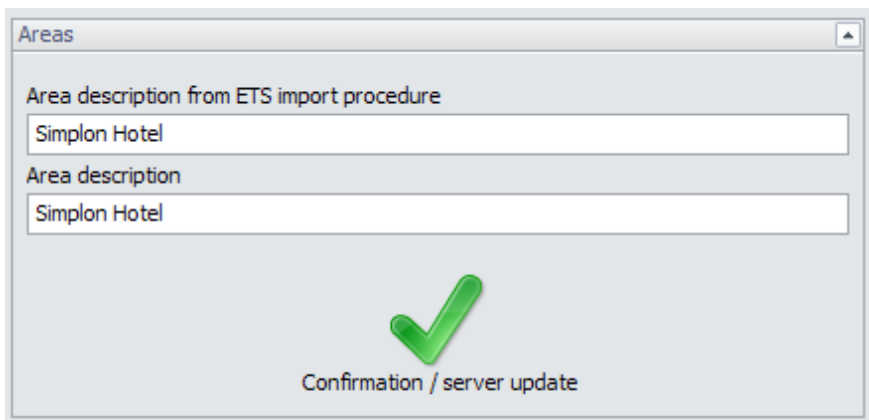 Areas
Area description from ETS import procedure
Simplon Hotel
Area description
Simplon Hotel
Confirmation / server update